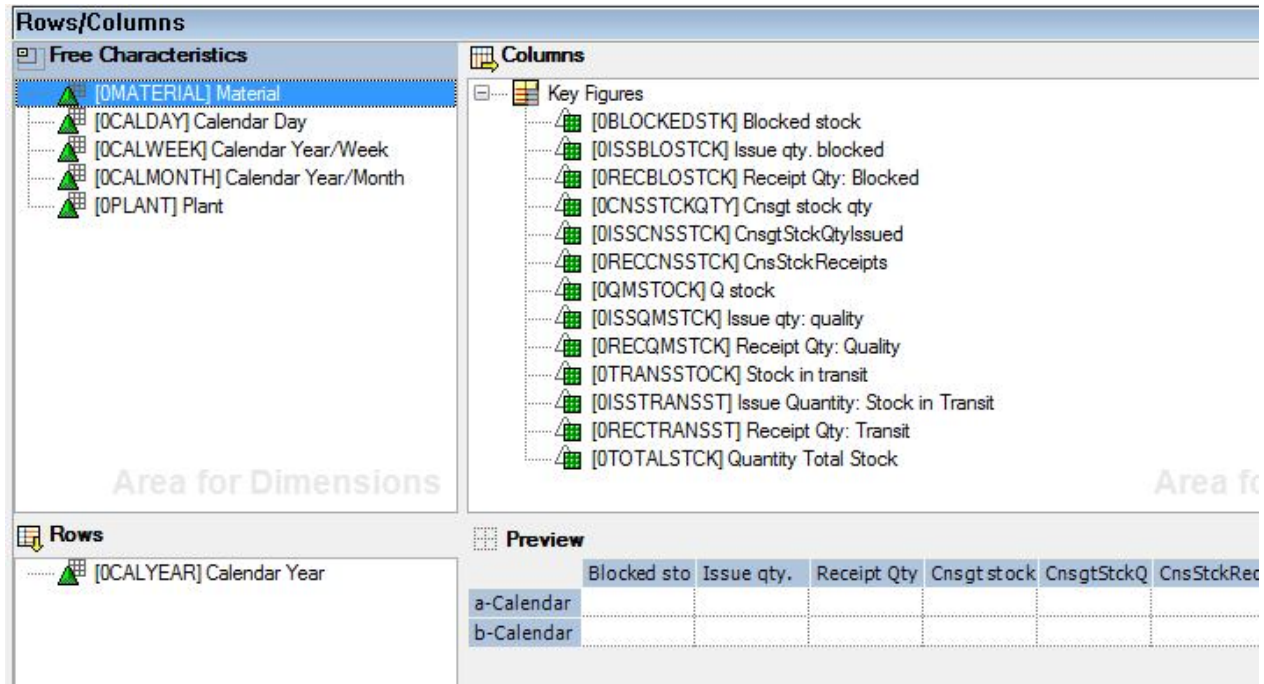 Rows/Columns
Free Characteristics
[0MATERIAL] Material
[0CALDAY] Calendar Day
[0CALWEEK] Calendar Year/Week
[0CALMONTH] Calendar Year/Month
[0PLANT] Plant
Area for Dimensions
Columns
Key Figures
[0BLOCKEDSTK] Blocked stock
[0ISSBLOSTCK] Issue qty. blocked
[0RECBLOSTCK] Receipt Qty: Blocked
[0CNSSTCKQTY] Cnsgt stock qty
[0ISSCNSSTCK] CnsgtStckQtyIssued
[0RECCNSSTCK] CnsStckReceipts
[0QMSTOCK] Q stock
[0ISSQMSTCK] Issue qty: quality
[0RECQMSTCK] Receipt Qty: Quality
[0TRANSSTOCK] Stock in transit
[0ISSTRANSST] Issue Quantity: Stock in Transit
[0RECTRANSST] Receipt Qty: Transit
[0TOTALSTCK] Quantity Total Stock
Area fo
Rows
[0CALYEAR] Calendar Year
Preview
Blocked sto Issue qty. Receipt Qty Cnsgt stock CnsgtStckQ CnsStckRec
a-Calendar
b-Calendar